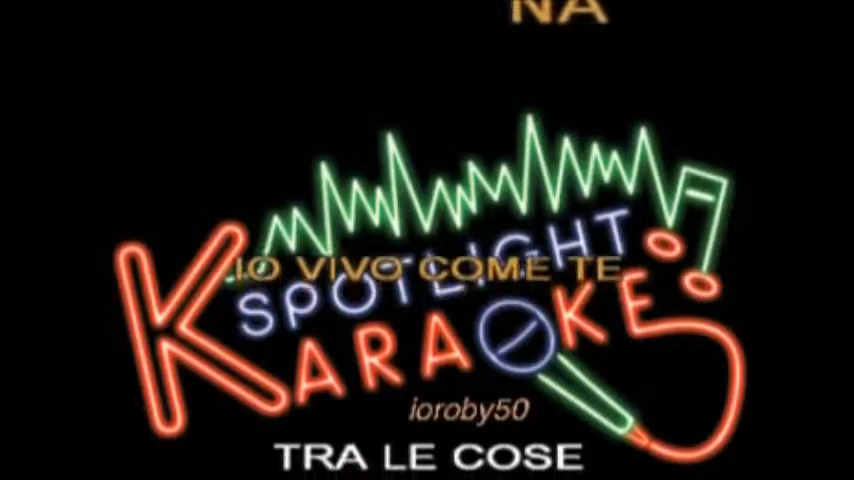 NA
SPOTLIGHT
IO VIVO COME TE
KARAOKE
ioroby50
TRA LE COSE